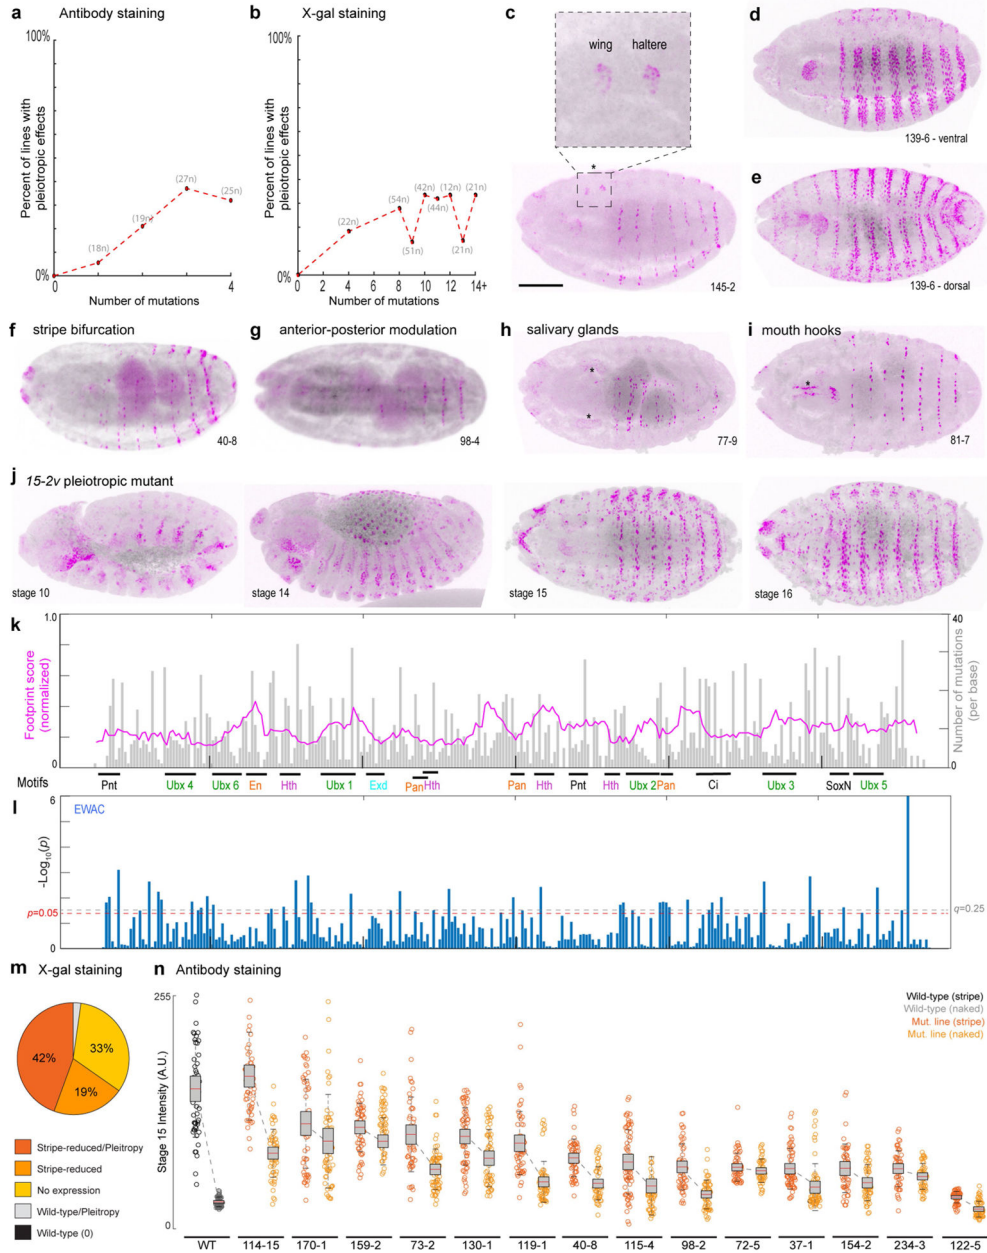 a Antibody staining
100%
Percent of lines with
pleiotropic effects
0%
(18n)
(19n)
(27n)
(25n)
0 1 2 3 4
Number of mutations
b X-gal staining
100%
Percent of lines with
pleiotropic effects
0%
(22n)
(54n)
(51n)
(42n)
(44n)
(12n)
(21n)
(21n)
0 2 4 6 8 10 12 14+
Number of mutations
c
wing haltere
*
145-2
d
139-6 - ventral
e
139-6 - dorsal
f stripe bifurcation
40-8
g anterior-posterior modulation
98-4
h salivary glands
*
*
77-9
i mouth hooks
*
81-7
j 15-2v pleiotropic mutant
stage 10
stage 14
stage 15
stage 16
k
1.0
0
Footprint score
(normalized)
40
0
Number of mutations
(per base)
Motifs
Pnt Ubx 4 Ubx 6 En Hth Ubx 1 Exd Pan Hth Pan Hth Pnt Hth Ubx 2 Pan Ci Ubx 3 SoxN Ubx 5
l
EWAC
6
-Log10(p)
p=0.05
0
q=0.25
m X-gal staining
42%
33%
19%
Stripe-reduced/Pleitropy
Stripe-reduced
No expression
Wild-type/Pleitropy
Wild-type (0)
n Antibody staining
255
Stage 15 Intensity (A.U.)
0
Wild-type (stripe)
Wild-type (naked)
Mut. line (stripe)
Mut. line (naked)
WT 114-15 170-1 159-2 73-2 130-1 119-1 40-8 115-4 98-2 72-5 37-1 154-2 234-3 122-5